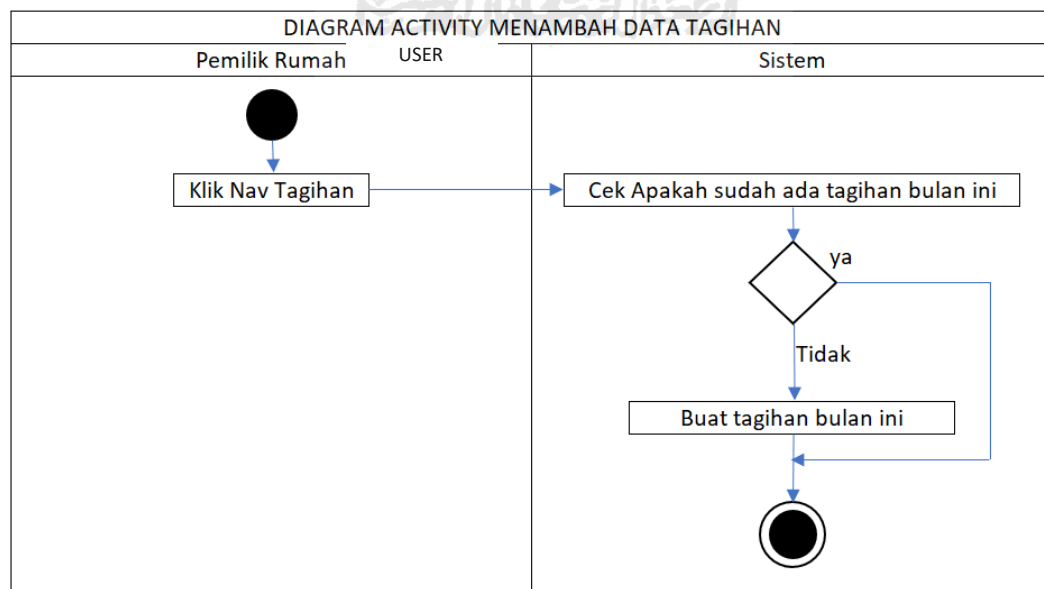 DIAGRAM ACTIVITY MENAMBAH DATA TAGIHAN
Pemilik Rumah USER
Sistem
Klik Nav Tagihan
Cek Apakah sudah ada tagihan bulan ini
ya
Tidak
Buat tagihan bulan ini